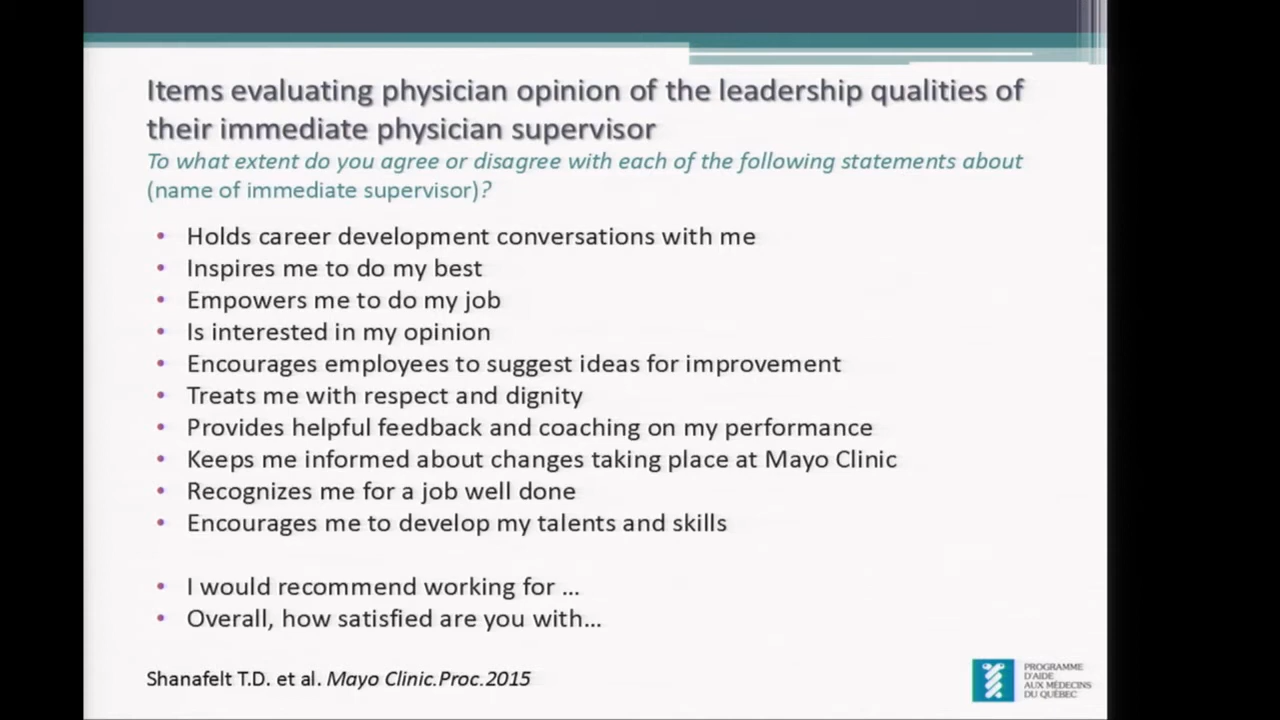 Items evaluating physician opinion of the leadership qualities of
their immediate physician supervisor
To what extent do you agree or disagree with each of the following statements about
(name of immediate supervisor)?
• Holds career development conversations with me
• Inspires me to do my best
• Empowers me to do my job
• Is interested in my opinion
• Encourages employees to suggest ideas for improvement
• Treats me with respect and dignity
• Provides helpful feedback and coaching on my performance
• Keeps me informed about changes taking place at Mayo Clinic
• Recognizes me for a job well done
• Encourages me to develop my talents and skills
• I would recommend working for ...
• Overall, how satisfied are you with...
Shanafelt T.D. et al. Mayo Clinic.Proc.2015
PROGRAMME
D'AIDE
AUX MÉDECINS
DU QUÉBEC